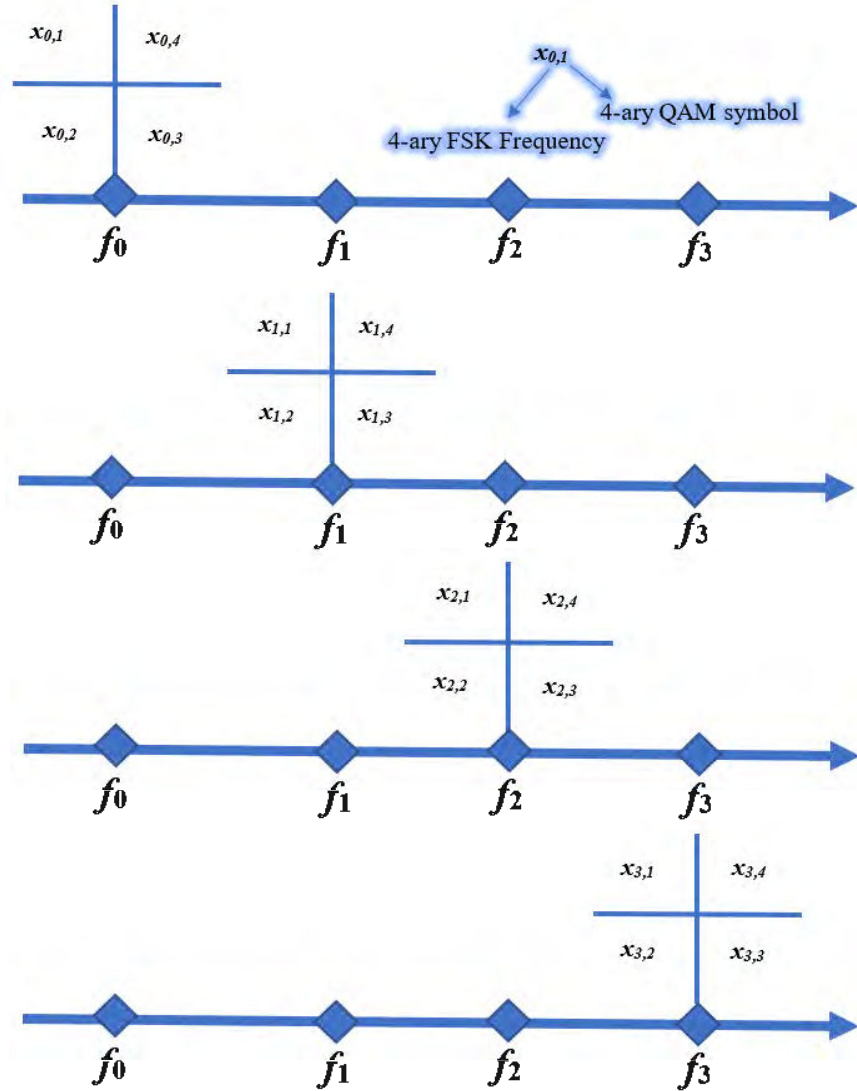 x0,1 x0,4 x0,1
4-ary QAM symbol
x0,2 x0,3 4-ary FSK Frequency
f0 f1 f2 f3
x1,1 x1,4
x1,2 x1,3
f0 f1 f2 f3
x2,1 x2,4
x2,2 x2,3
f0 f1 f2 f3
x3,1 x3,4
x3,2 x3,3
f0 f1 f2 f3